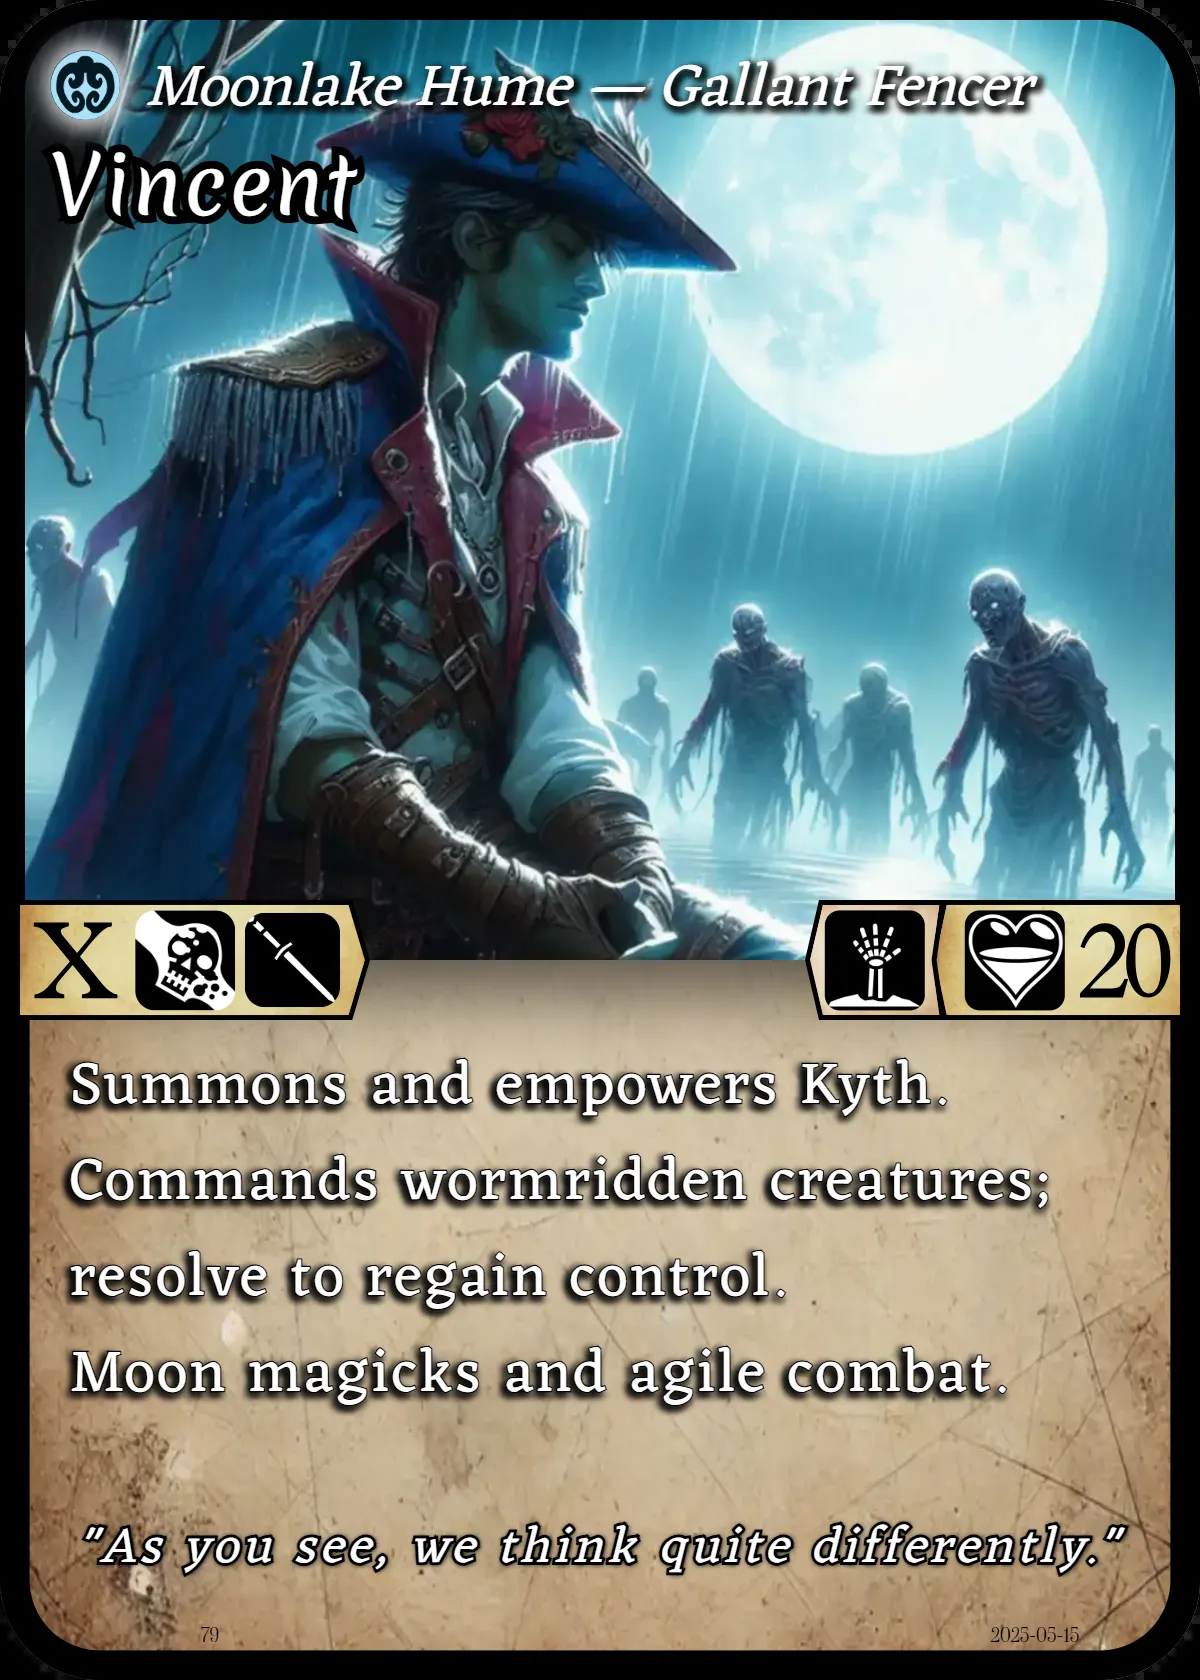 Moonlake Hume — Gallant Fencer
Vincent
X
20
Summons and empowers Kyth.
Commands wormridden creatures;
resolve to regain control.
Moon magicks and agile combat.
"As you see, we think quite differently."
79
2025-05-15